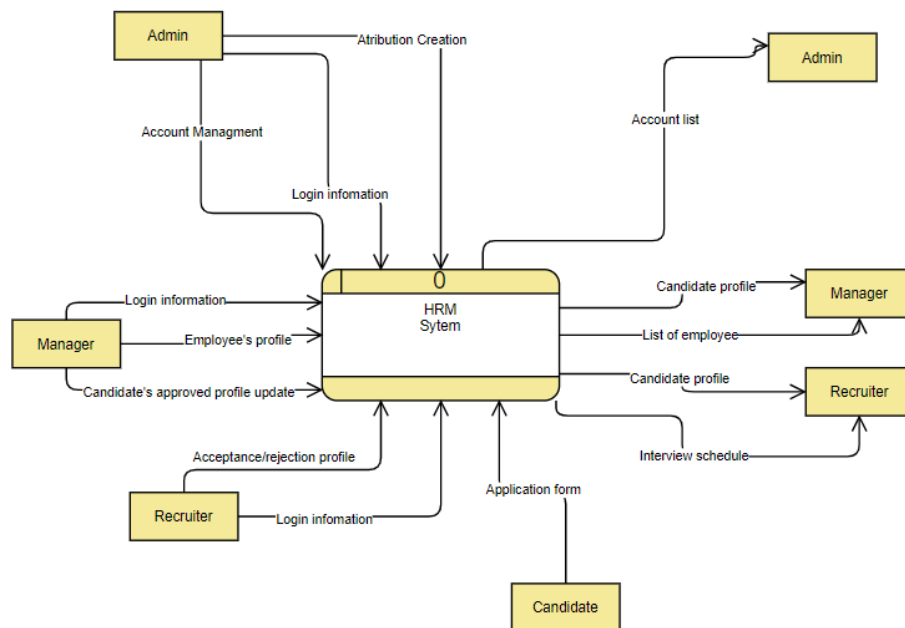 Admin
Atribution Creation
Admin
Account Managment
Account list
Login infomation
0
HRM
Sytem
Candidate profile
Manager
Login information
Manager
Employee's profile
List of employee
Candidate's approved profile update
Candidate profile
Recruiter
Acceptance/rejection profile
Interview schedule
Application form
Recruiter
Login infomation
Candidate